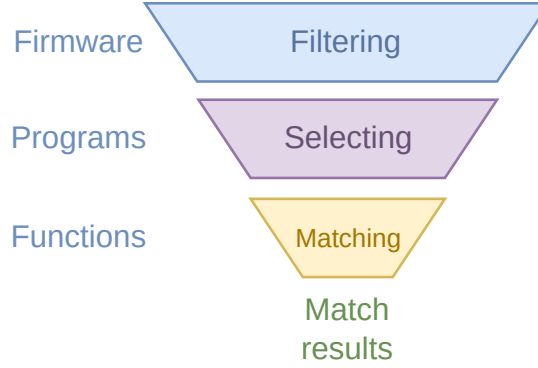 Firmware
Filtering
Programs
Selecting
Functions
Matching
Match
results